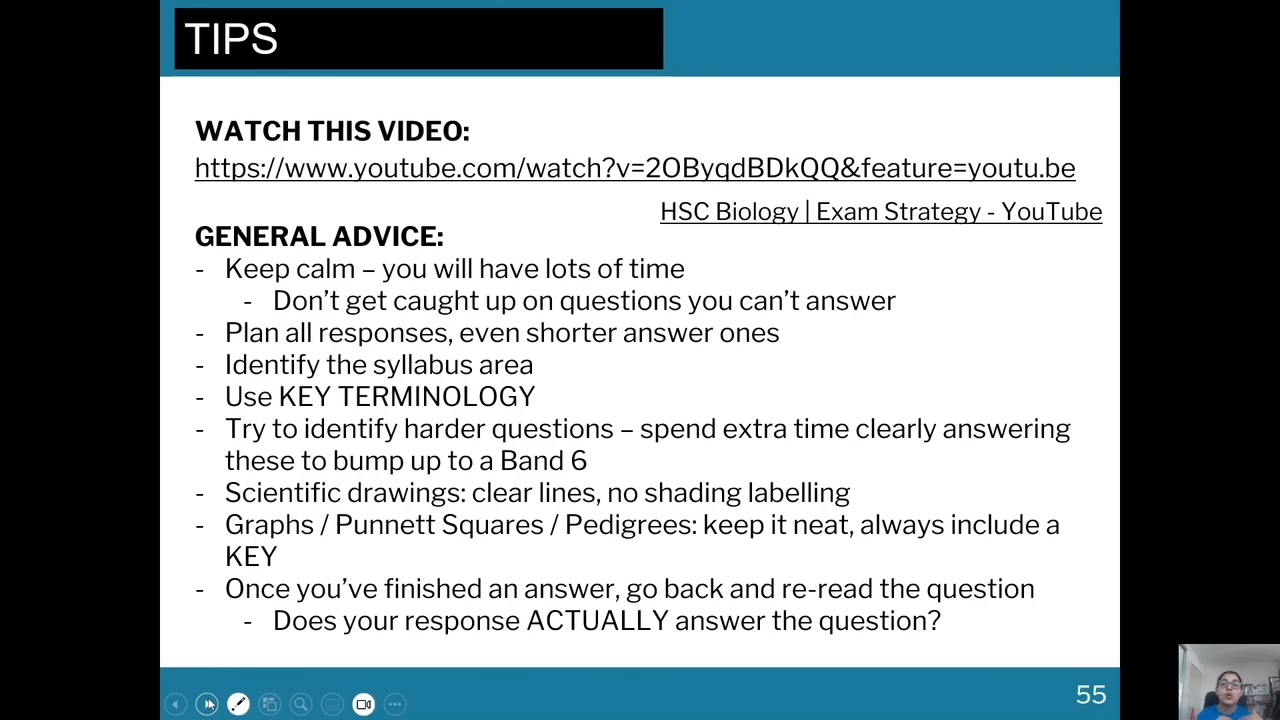 TIPS
WATCH THIS VIDEO:
https://www.youtube.com/watch?v=2OByqdBDkQQ&feature=youtu.be
HSC Biology | Exam Strategy - YouTube
GENERAL ADVICE:
- Keep calm – you will have lots of time
- Don’t get caught up on questions you can’t answer
- Plan all responses, even shorter answer ones
- Identify the syllabus area
- Use KEY TERMINOLOGY
- Try to identify harder questions – spend extra time clearly answering
these to bump up to a Band 6
- Scientific drawings: clear lines, no shading labelling
- Graphs / Punnett Squares / Pedigrees: keep it neat, always include a
KEY
- Once you’ve finished an answer, go back and re-read the question
- Does your response ACTUALLY answer the question?
55